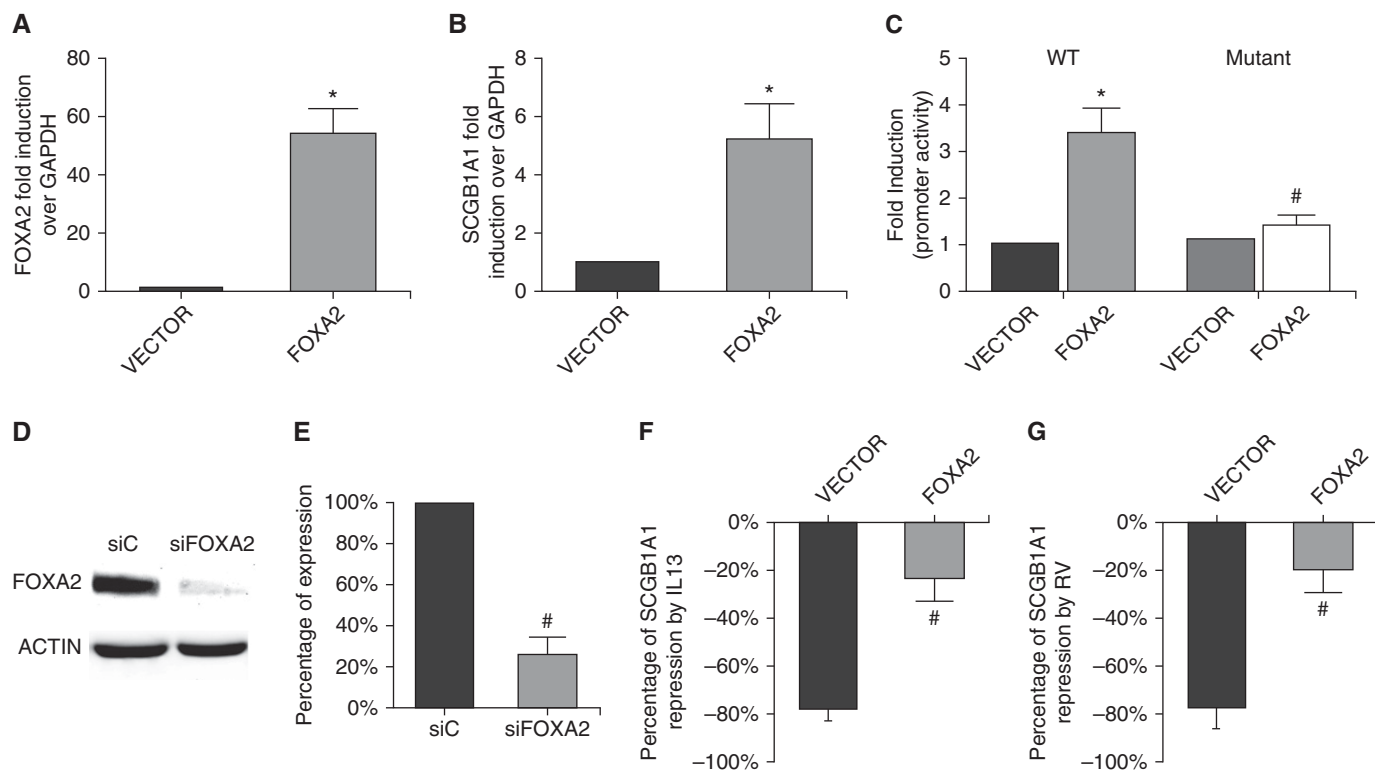 A
FOXA2 fold induction
over GAPDH
80
60
40
20
0
*
VECTOR
FOXA2
B
SCGB1A1 fold
induction over GAPDH
8
6
4
2
0
*
VECTOR
FOXA2
C
Fold Induction
(promoter activity)
5
4
3
2
1
0
WT
Mutant
*
#
VECTOR
FOXA2
VECTOR
FOXA2
D
siC
siFOXA2
FOXA2
ACTIN
E
Percentage of expression
100%
80%
60%
40%
20%
0%
#
siC
siFOXA2
F
VECTOR
FOXA2
Percentage of SCGB1A1
repression by IL13
0%
–20%
–40%
–60%
–80%
–100%
#
G
VECTOR
FOXA2
Percentage of SCGB1A1
repression by RV
0%
–20%
–40%
–60%
–80%
–100%
#